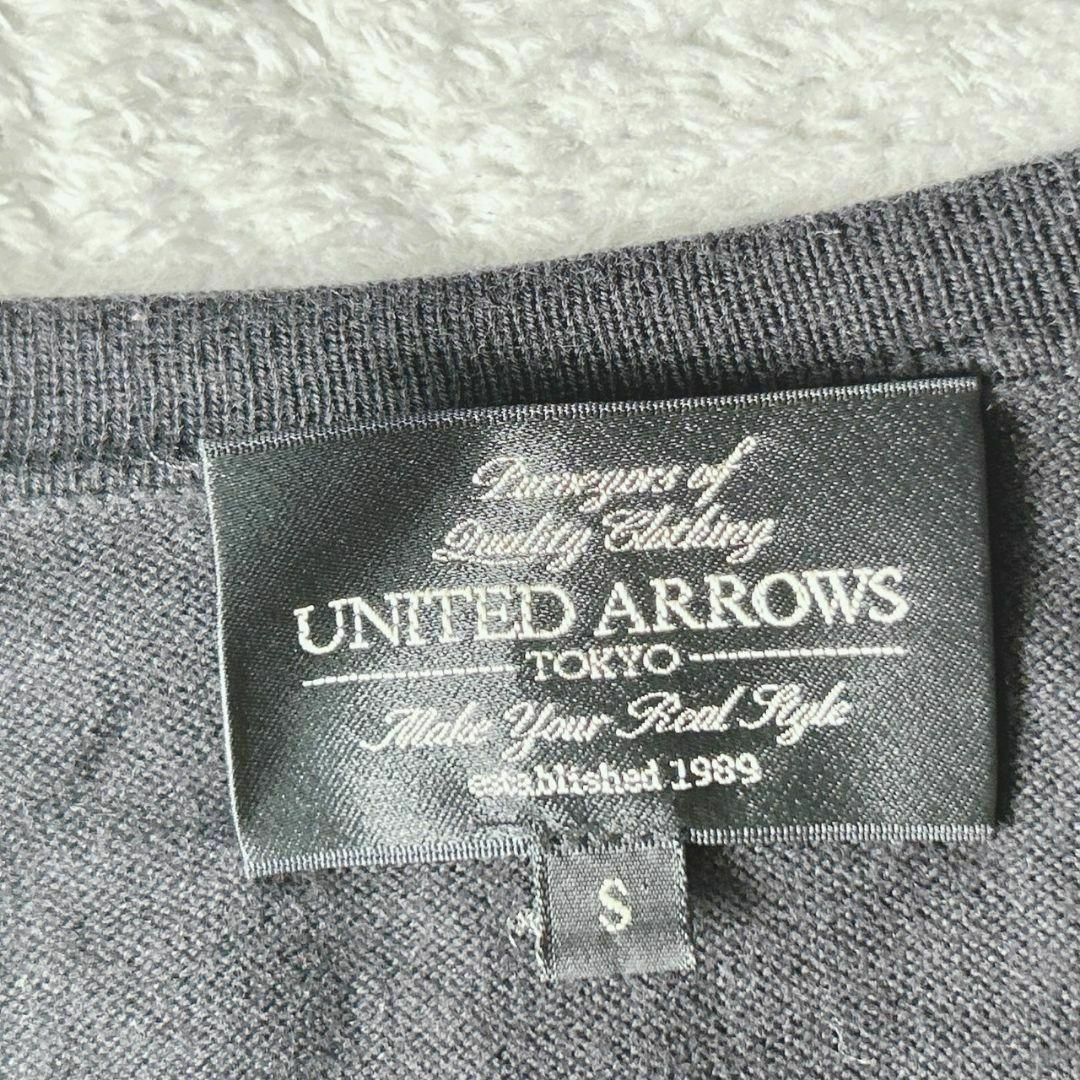 Purveyors of
Quality Clothing
UNITED ARROWS
TOKYO
Make Your Real Style
established 1989
S